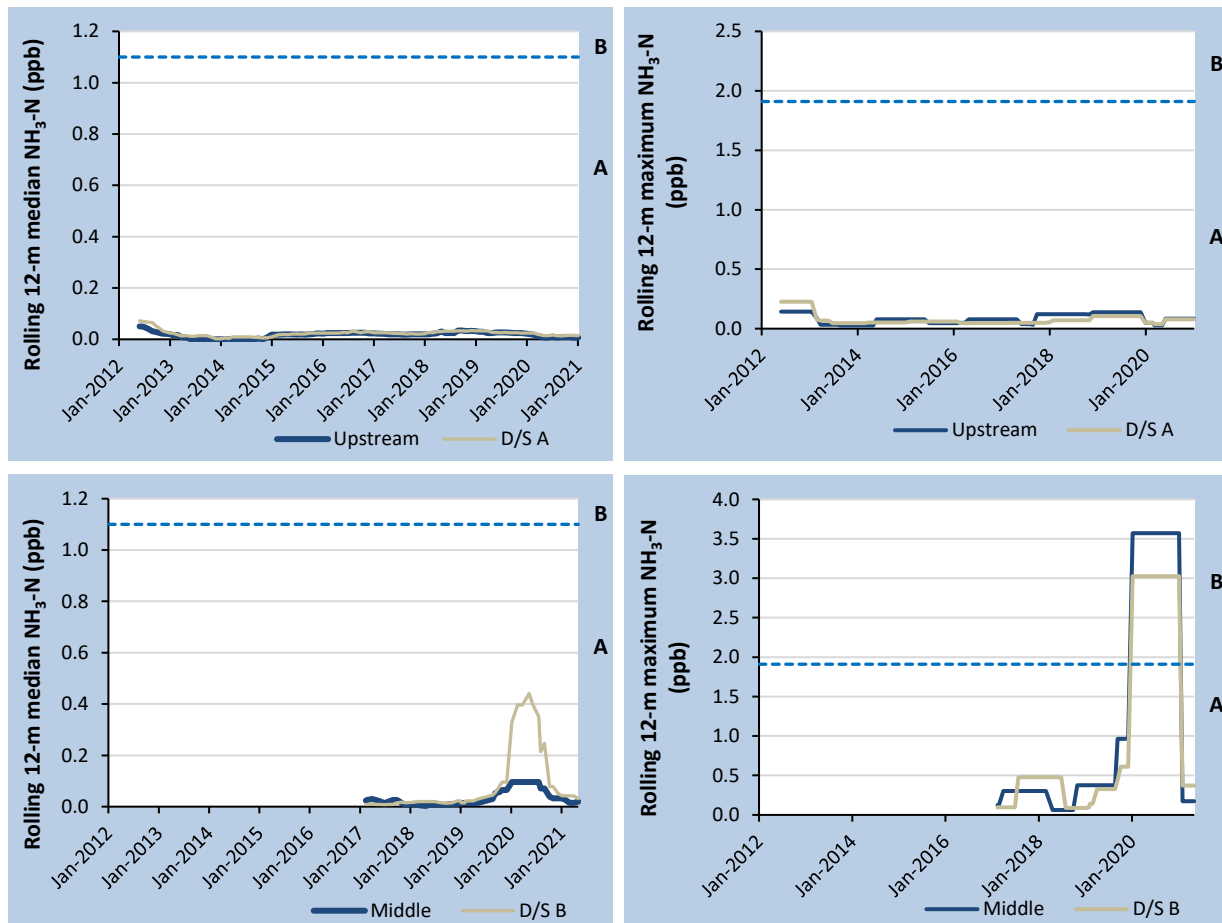 Rolling 12-m median NH₃-N (ppb)
1.2
1.0
0.8
0.6
0.4
0.2
0.0
Jan-2012
Jan-2013
Jan-2014
Jan-2015
Jan-2016
Jan-2017
Jan-2018
Jan-2019
Jan-2020
Jan-2021
B
A
Upstream
D/S A
Rolling 12-m maximum NH₃-N
(ppb)
2.5
2.0
1.5
1.0
0.5
0.0
Jan-2012
Jan-2014
Jan-2016
Jan-2018
Jan-2020
B
A
Upstream
D/S A
Rolling 12-m median NH₃-N (ppb)
1.2
1.0
0.8
0.6
0.4
0.2
0.0
Jan-2012
Jan-2013
Jan-2014
Jan-2015
Jan-2016
Jan-2017
Jan-2018
Jan-2019
Jan-2020
Jan-2021
B
A
Middle
D/S B
Rolling 12-m maximum NH₃-N
(ppb)
4.0
3.5
3.0
2.5
2.0
1.5
1.0
0.5
0.0
Jan-2012
Jan-2014
Jan-2016
Jan-2018
Jan-2020
B
A
Middle
D/S B